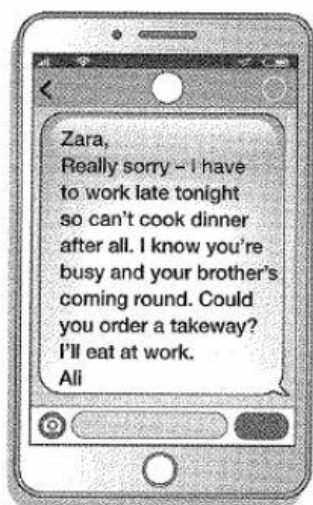 Zara,
Really sorry – I have
to work late tonight
so can't cook dinner
after all. I know you're
busy and your brother's
coming round. Could
you order a takeway?
I'll eat at work.
Ali